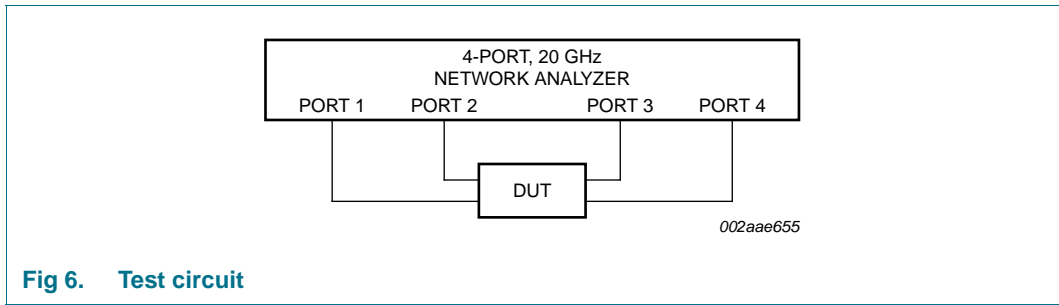 4-PORT, 20 GHz
NETWORK ANALYZER
PORT 1 PORT 2 PORT 3 PORT 4
DUT
002aae655
Fig 6. Test circuit